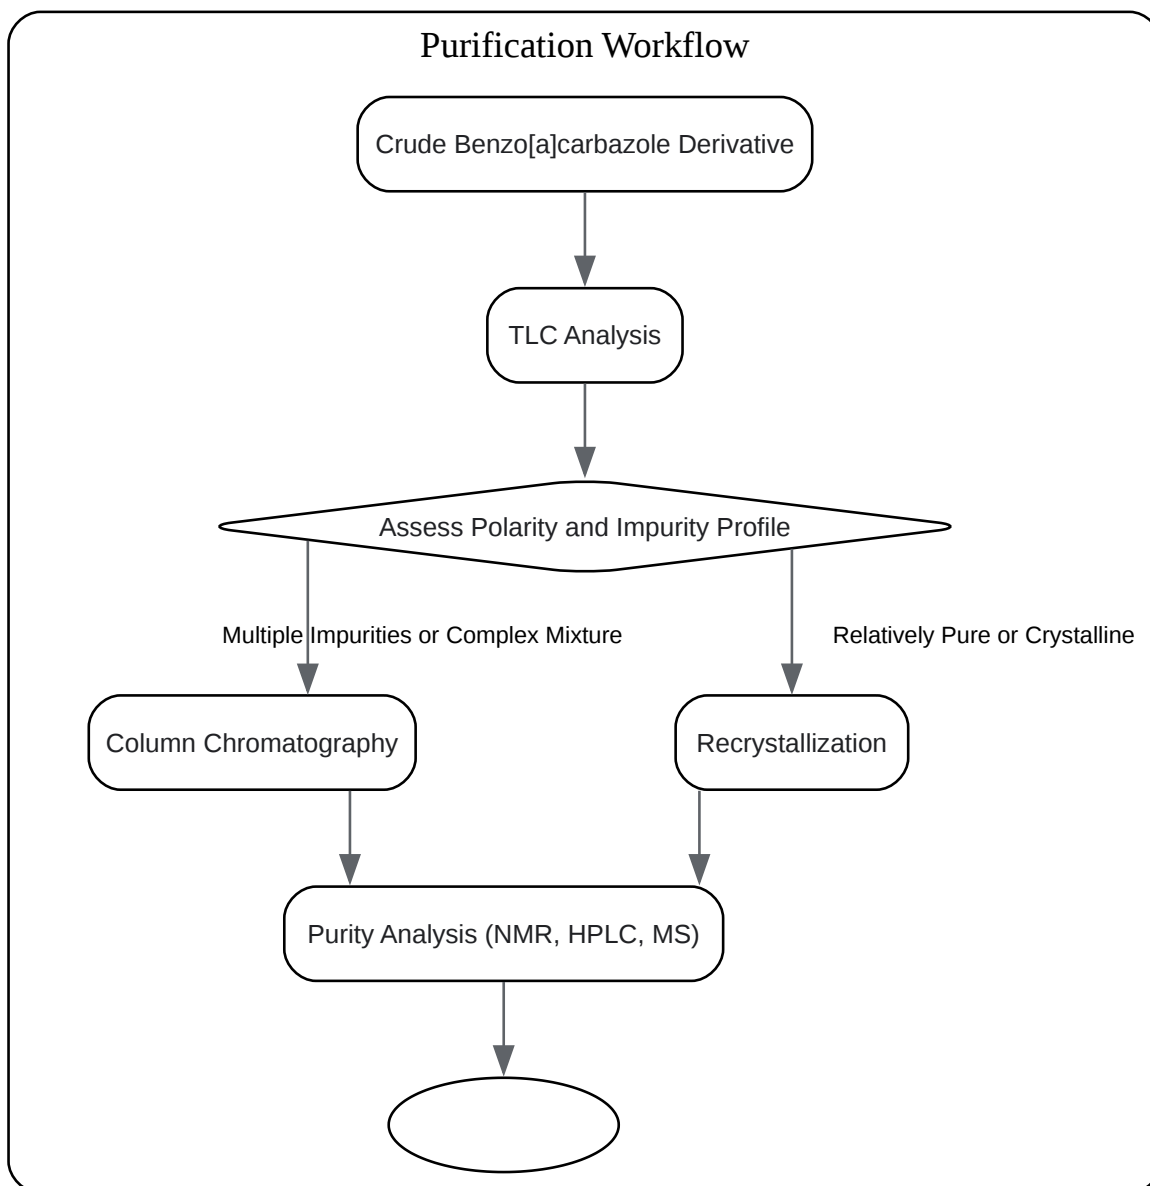 Purification Workflow
Crude Benzo[a]carbazole Derivative
TLC Analysis
Assess Polarity and Impurity Profile
Multiple Impurities or Complex Mixture
Relatively Pure or Crystalline
Column Chromatography
Recrystallization
Purity Analysis (NMR, HPLC, MS)